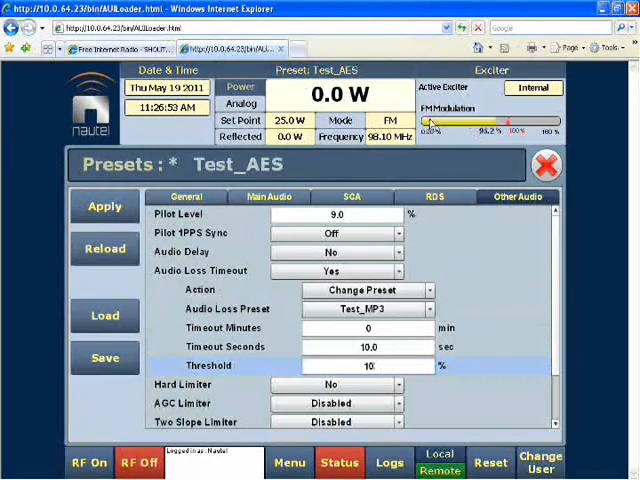 http://10.0.64.23/bin/AUILoader.html - Windows Internet Explorer
http://10.0.64.23/bin/AUILoader.html
Google
Free Internet Radio - SHOUT...
http://10.0.64.23/bin/AU...
Page
Tools
Date & Time
Preset: Test_AES
Exciter
Thu May 19 2011
11:26:53 AM
Power
Analog
0.0 W
Active Exciter
Internal
FM Modulation
Set Point
25.0 W
Mode
FM
Reflected
0.0 W
Frequency
98.10 MHz
96.2 %
100 %
160 %
nautel
Presets : * Test_AES
Apply
Reload
Load
Save
General
Main Audio
SCA
RDS
Other Audio
Pilot Level
9.0
%
Pilot 1PPS Sync
Off
Audio Delay
No
Audio Loss Timeout
Yes
Action
Change Preset
Audio Loss Preset
Test_MP3
Timeout Minutes
0
min
Timeout Seconds
10.0
sec
Threshold
10
%
Hard Limiter
No
AGC Limiter
Disabled
Two Slope Limiter
Disabled
RF On
RF Off
Logged in as : Nautel
Menu
Status
Logs
Local
Remote
Reset
Change
User